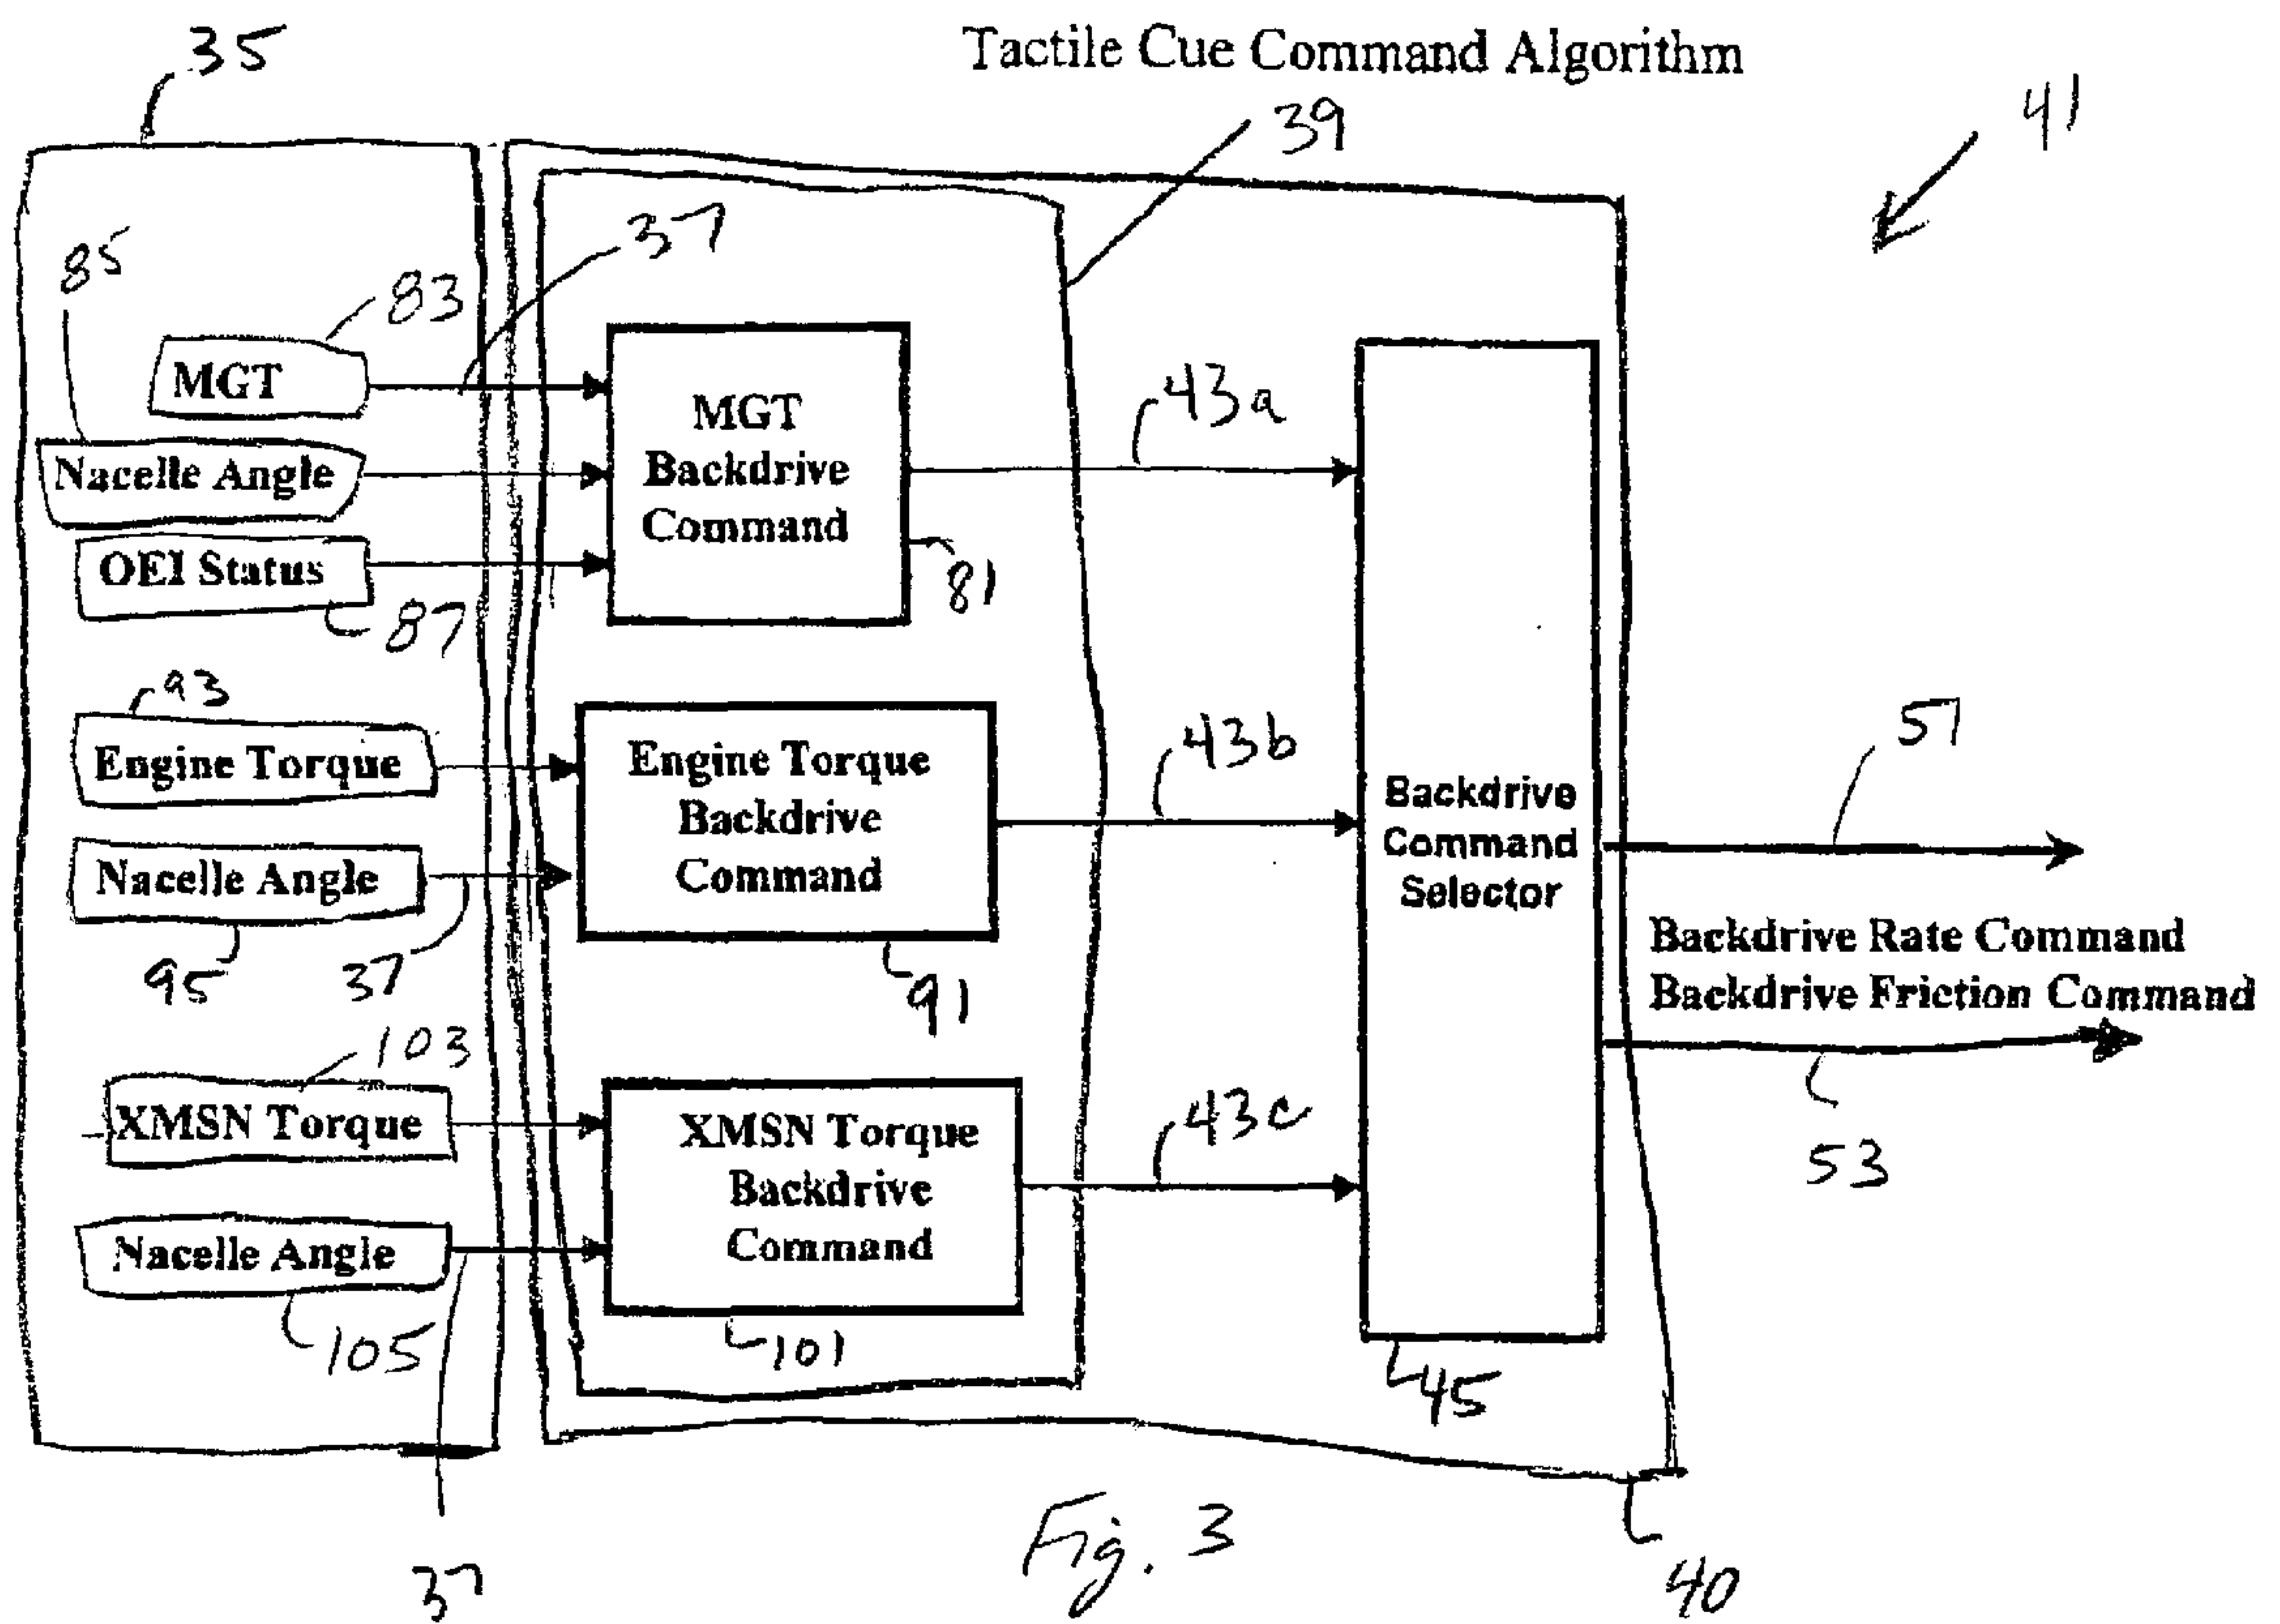 Tactile Cue Command Algorithm
35
39
41
37
85
83
MGT
Nacelle Angle
OEI Status
87
MGT
Backdrive
Command
81
43a
93
Engine Torque
Nacelle Angle
95
37
Engine Torque
Backdrive
Command
91
43b
Backdrive
Command
Selector
45
51
Backdrive Rate Command
Backdrive Friction Command
53
103
XMSN Torque
Nacelle Angle
105
37
XMSN Torque
Backdrive
Command
101
43c
40
Fig. 3